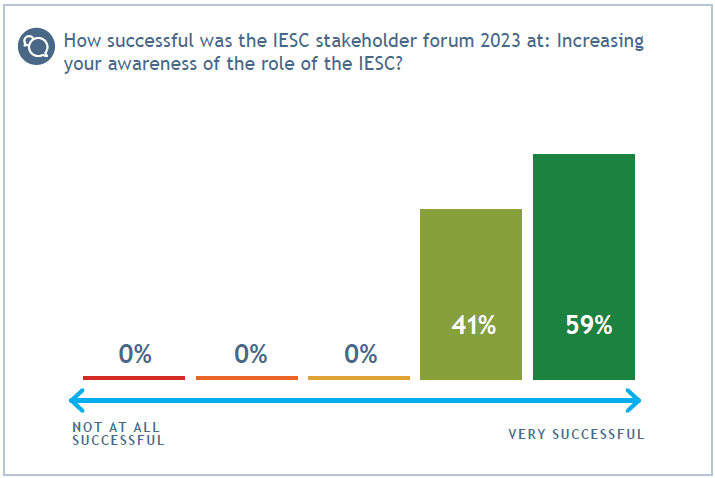 How successful was the IESC stakeholder forum 2023 at: Increasing
your awareness of the role of the IESC?
0%
0%
0%
41%
59%
NOT AT ALL
SUCCESSFUL
VERY SUCCESSFUL